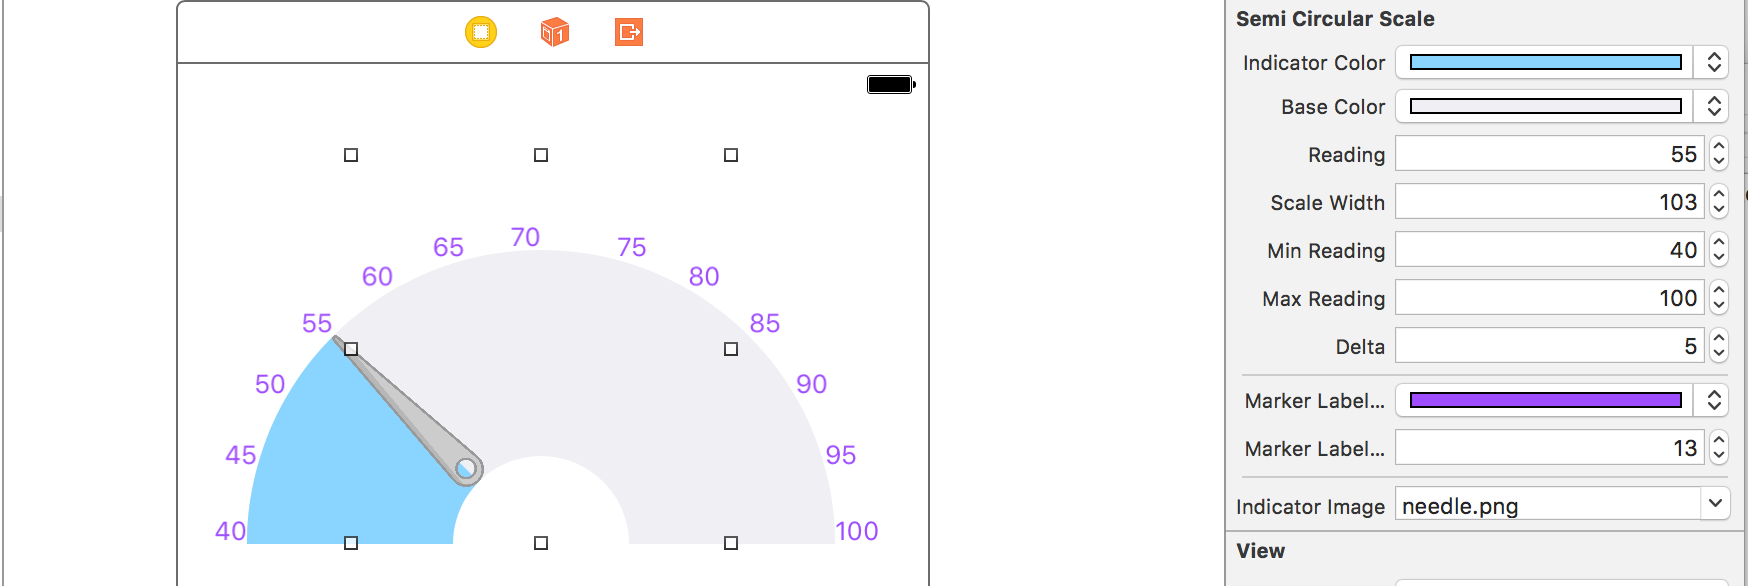 1
70
65
75
60
80
55
85
50
90
45
95
40
100
Semi Circular Scale
Indicator Color
Base Color
Reading 55
Scale Width 103
Min Reading 40
Max Reading 100
Delta 5
Marker Label...
Marker Label... 13
Indicator Image needle.png
View